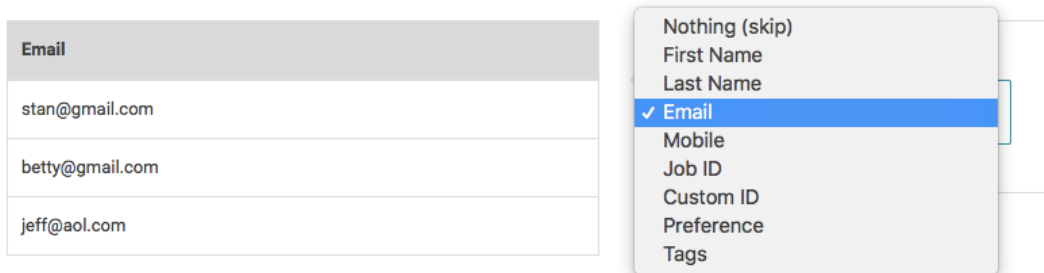 Email
stan@gmail.com
betty@gmail.com
jeff@aol.com
Nothing (skip)
First Name
Last Name
✓ Email
Mobile
Job ID
Custom ID
Preference
Tags